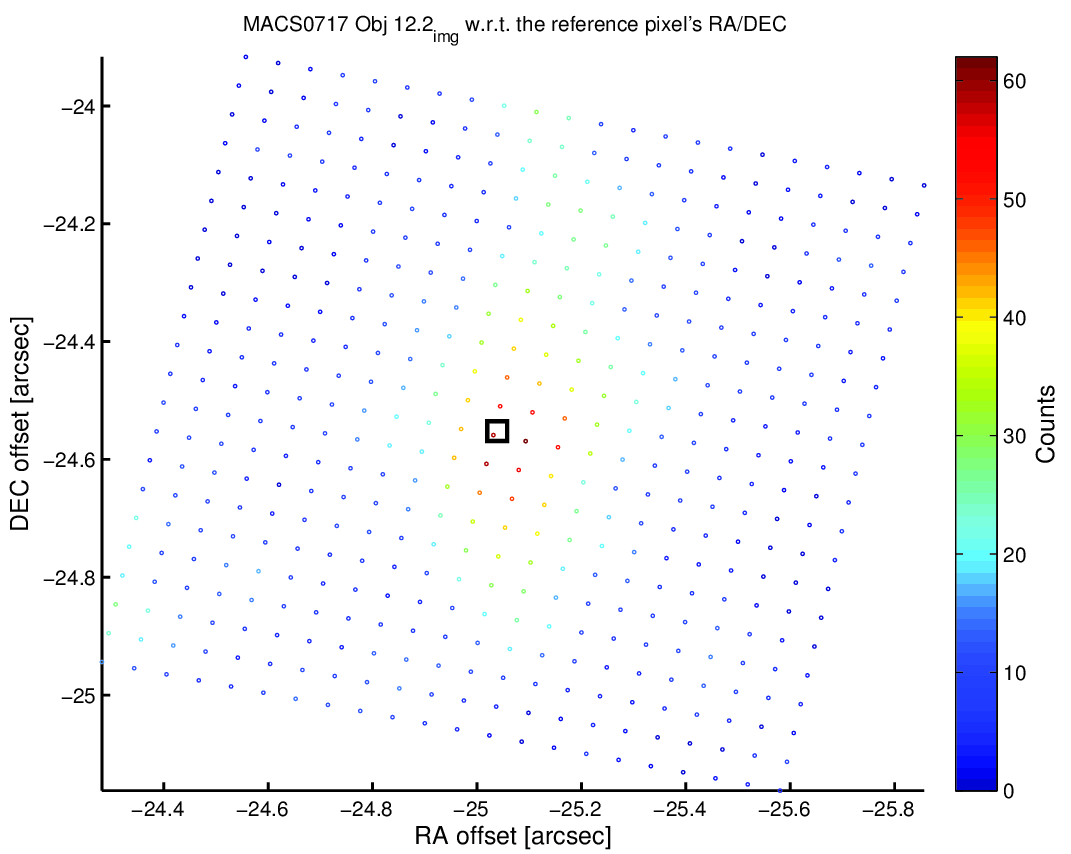 MACS0717 Obj 12.2img w.r.t. the reference pixel's RA/DEC
−24
−24.2
−24.4
−24.6
−24.8
−25
DEC offset [arcsec]
−24.4 −24.6 −24.8 −25 −25.2 −25.4 −25.6 −25.8
RA offset [arcsec]
60
50
40
30
20
10
0
Counts